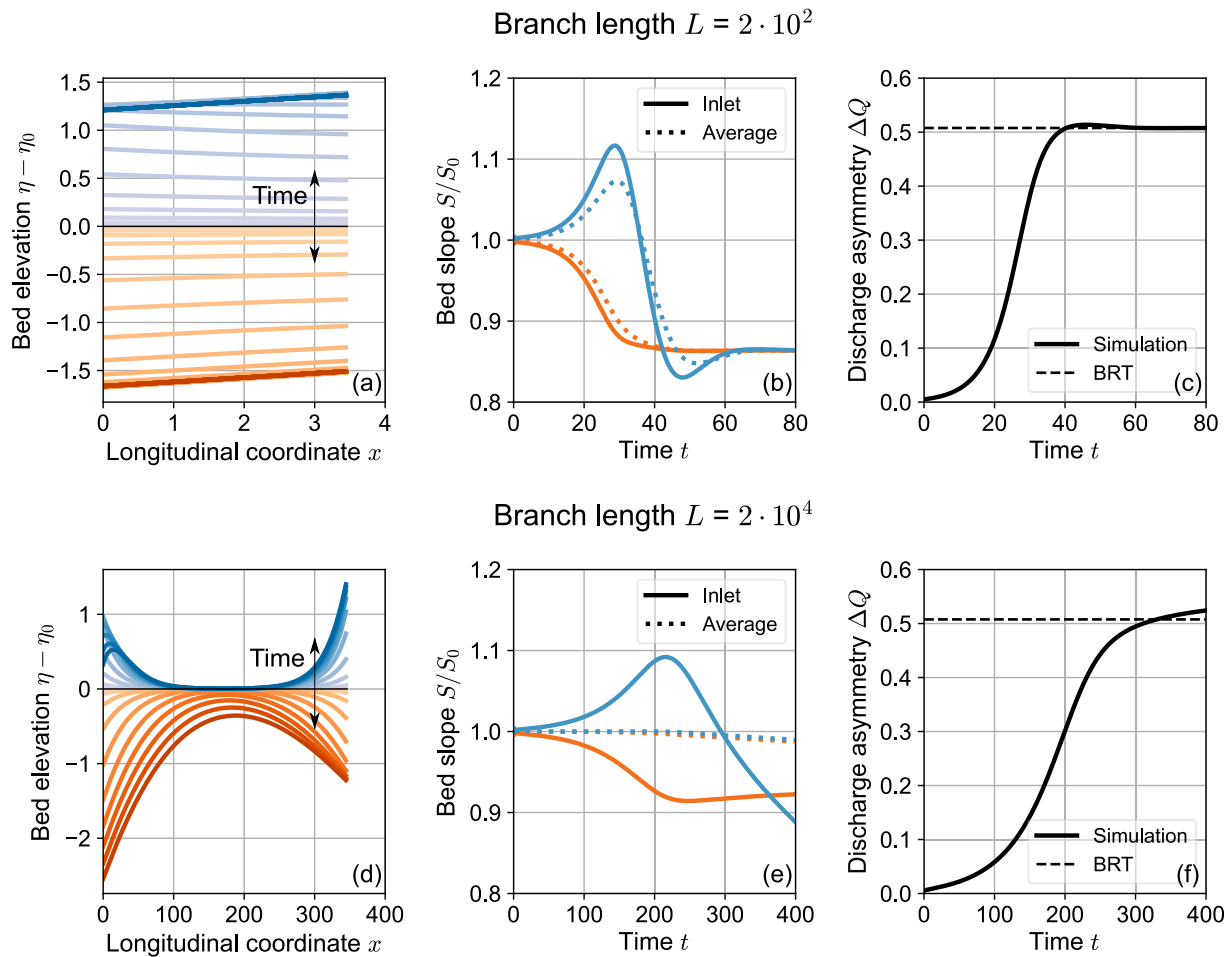 Branch length L = 2 · 10²
Bed elevation η − η₀
1.5
1.0
0.5
0.0
−0.5
−1.0
−1.5
Time
(a)
0 1 2 3 4
Longitudinal coordinate x
Bed slope S/S₀
1.2
1.1
1.0
0.9
0.8
Inlet
Average
(b)
0 20 40 60 80
Time t
Discharge asymmetry ΔQ
0.6
0.5
0.4
0.3
0.2
0.1
0.0
Simulation
BRT
(c)
0 20 40 60 80
Time t
Branch length L = 2 · 10⁴
Bed elevation η − η₀
1
0
−1
−2
Time
(d)
0 100 200 300 400
Longitudinal coordinate x
Bed slope S/S₀
1.2
1.1
1.0
0.9
0.8
Inlet
Average
(e)
0 100 200 300 400
Time t
Discharge asymmetry ΔQ
0.6
0.5
0.4
0.3
0.2
0.1
0.0
Simulation
BRT
(f)
0 100 200 300 400
Time t